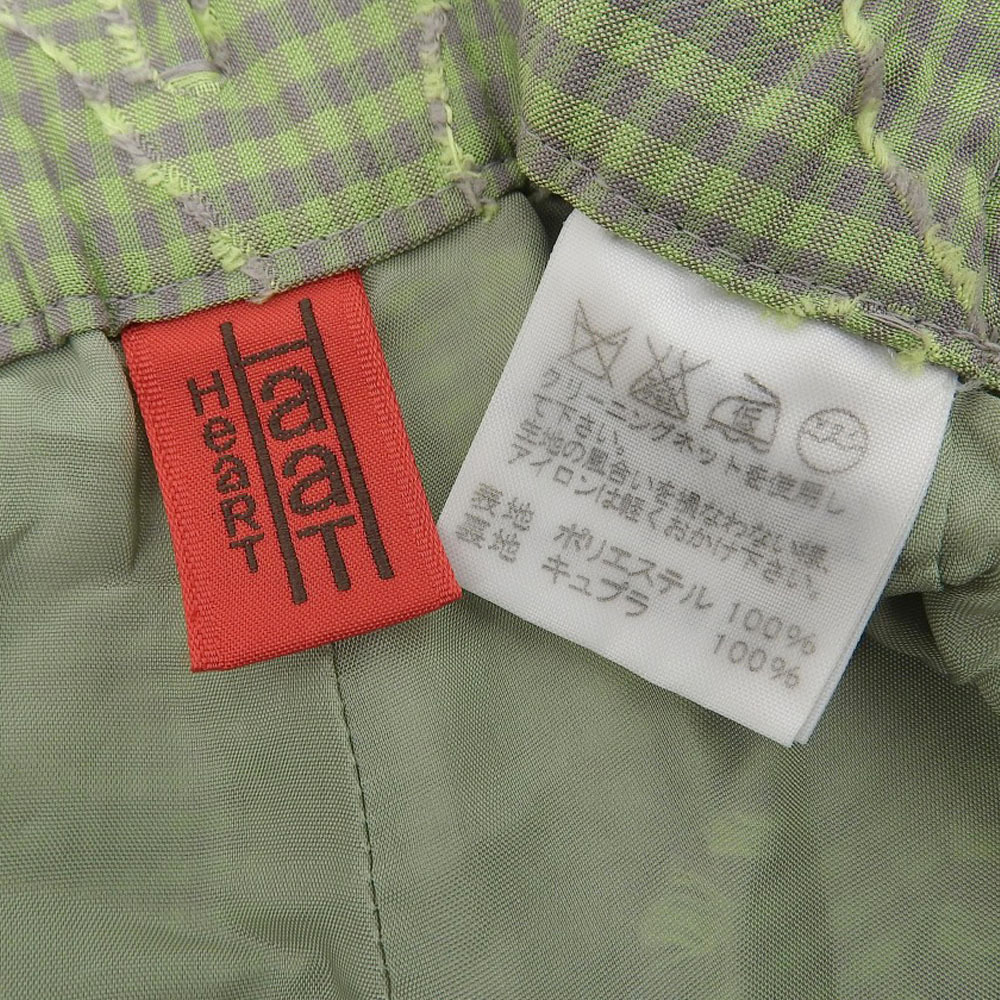 HaaT
HeaRT
低
クリーニングネットを使用し
て下さい。
生地の風合いを損なわない様
アイロンは軽くおかけ下さい。
表地 ポリエステル 100%
裏地 キュプラ 100%